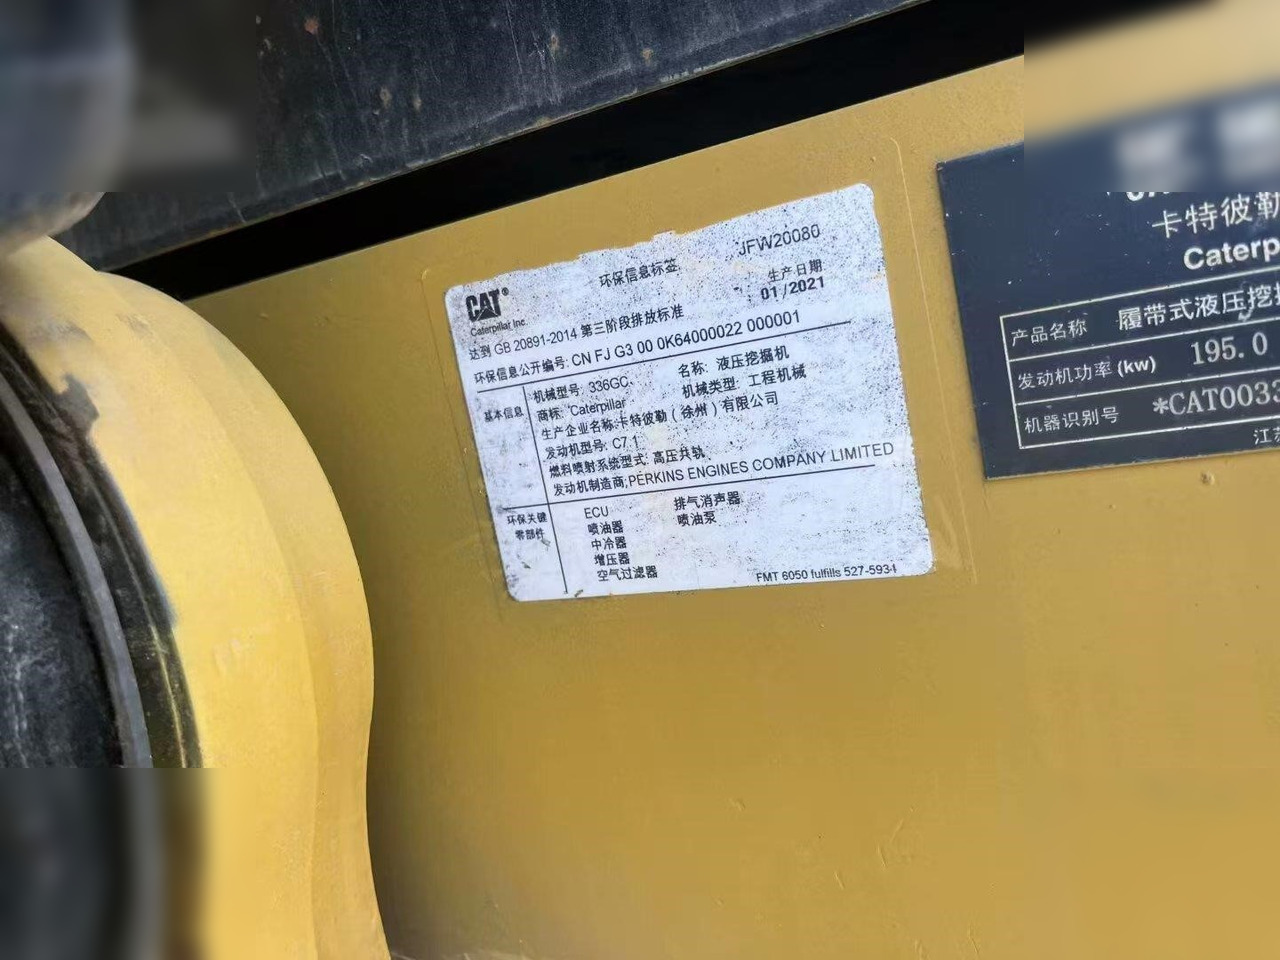 CAT®
Caterpillar Inc.
环保信息标签
JFW20080
生产日期
01/2021
达到 GB 20891-2014 第三阶段排放标准
环保信息公开编号: CN FJ G3 00 0K64000022 000001
基本信息
机械型号: 336GC
名称: 液压挖掘机
商标: Caterpillar
机械类型: 工程机械
生产企业名称: 卡特彼勒（徐州）有限公司
发动机型号: C7.1
燃料喷射系统型式: 高压共轨
发动机制造商: PERKINS ENGINES COMPANY LIMITED
环保关键
零部件
ECU
排气消声器
喷油器
喷油泵
中冷器
增压器
空气过滤器
FMT 6050 fulfills 527-5934
卡特彼勒
Caterp
产品名称 履带式液压挖掘
发动机功率(kw) 195.0
机器识别号 *CAT0033
江苏